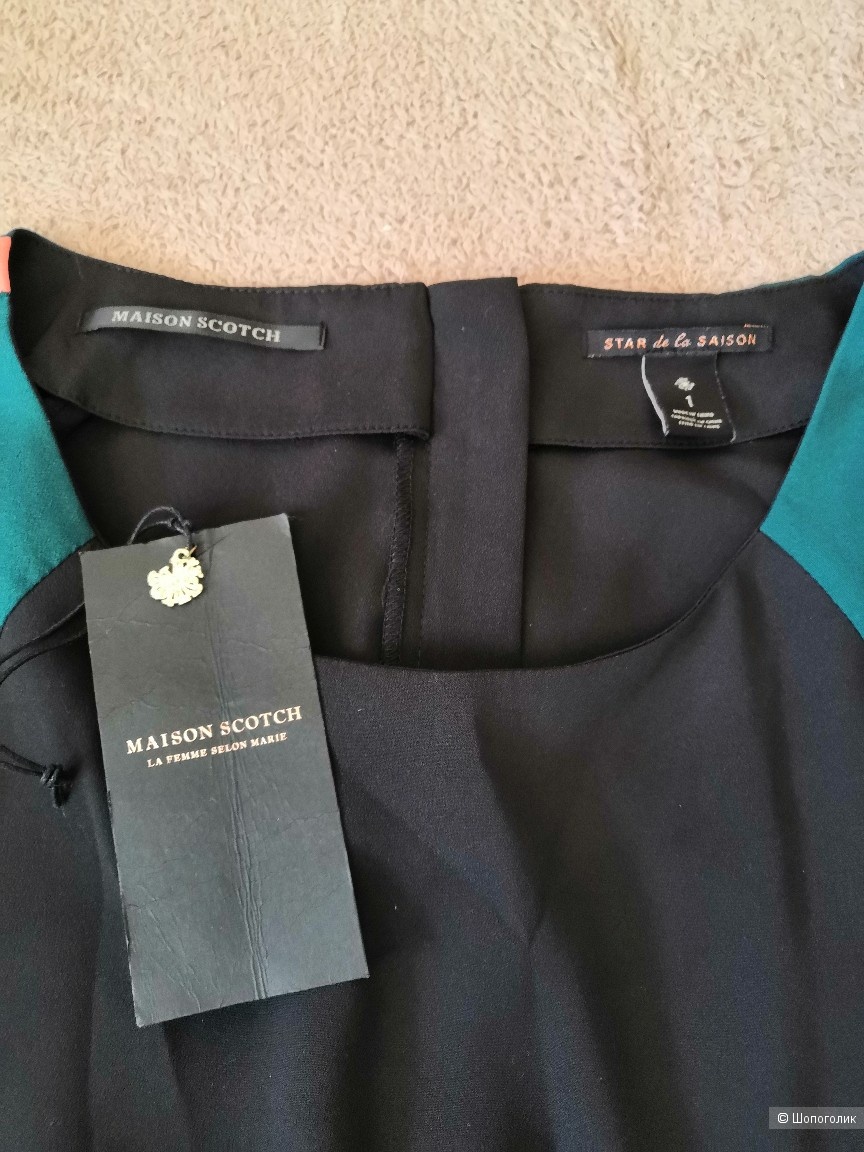 MAISON SCOTCH
STAR de la SAISON
1
MAISON SCOTCH
LA FEMME SELON MARIE
© Шопоголик